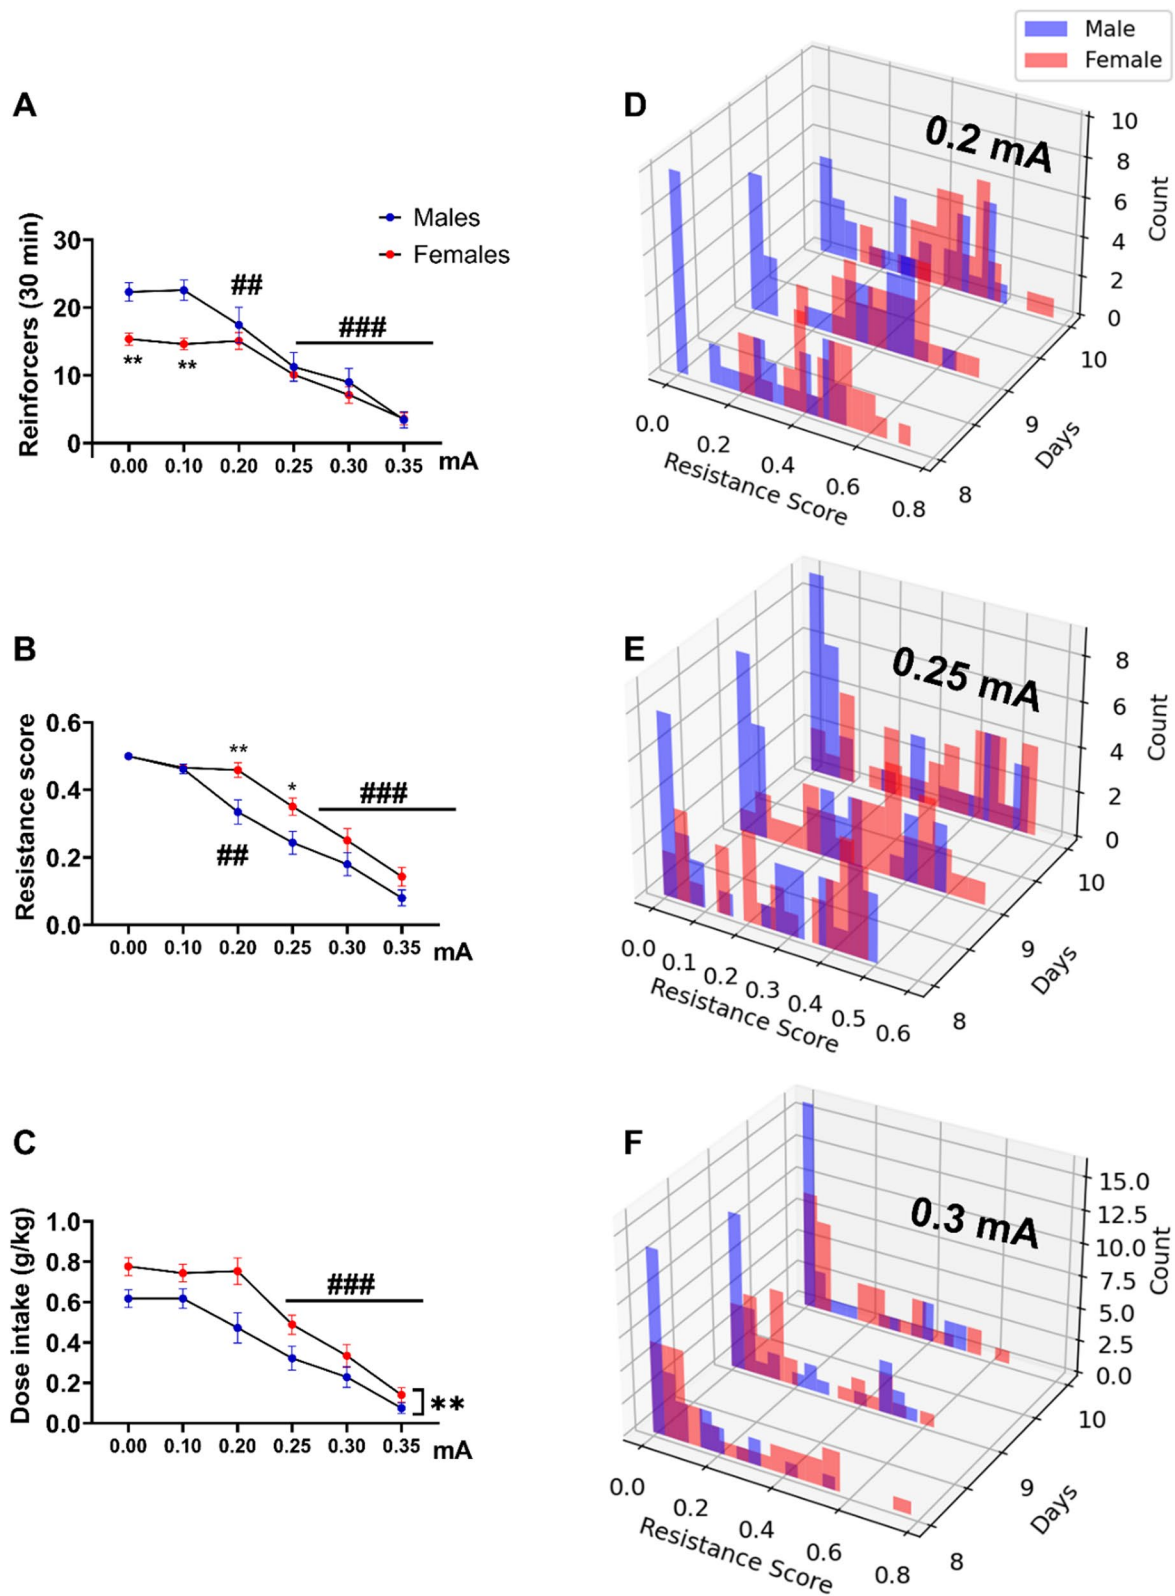 Male
Female
A
Reinforcers (30 min)
Males
Females
30
20
10
0
##
###
**
**
0.00 0.10 0.20 0.25 0.30 0.35 mA
D
0.2 mA
10
8
6
4
2
0
Count
10
9
8
Days
0.0 0.2 0.4 0.6 0.8
Resistance Score
B
Resistance score
0.6
0.4
0.2
0.0
**
*
###
##
0.00 0.10 0.20 0.25 0.30 0.35 mA
E
0.25 mA
8
6
4
2
0
Count
10
9
8
Days
0.0 0.1 0.2 0.3 0.4 0.5 0.6
Resistance Score
C
Dose intake (g/kg)
1.0
0.8
0.6
0.4
0.2
0.0
###
**
0.00 0.10 0.20 0.25 0.30 0.35 mA
F
0.3 mA
15.0
12.5
10.0
7.5
5.0
2.5
0.0
Count
10
9
8
Days
0.0 0.2 0.4 0.6 0.8
Resistance Score